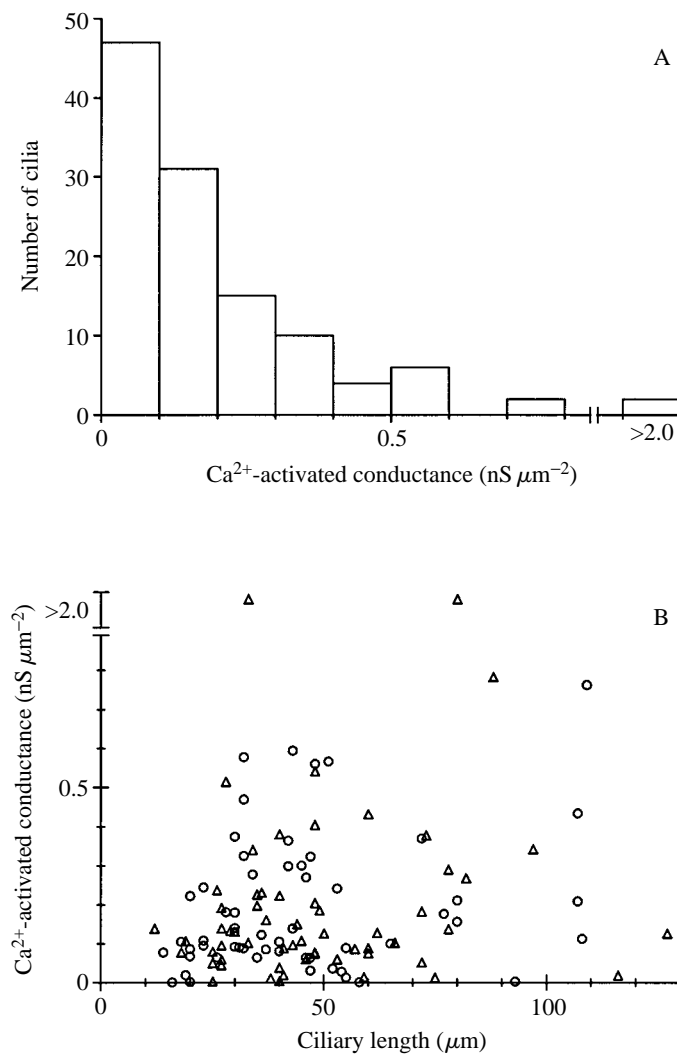 A
50
40
30
20
10
0
Number of cilia
0
0.5
>2.0
Ca²⁺-activated conductance (nS μm⁻²)
B
>2.0
0.5
0
Ca²⁺-activated conductance (nS μm⁻²)
0
50
100
Ciliary length (μm)